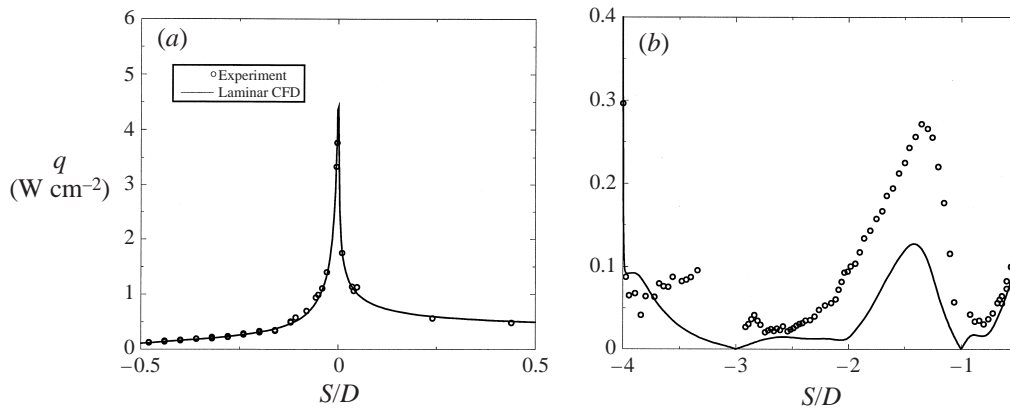 (a)
6
5
4
3
2
1
0
q
(W cm–2)
Experiment
Laminar CFD
–0.5
0
0.5
S/D
(b)
0.4
0.3
0.2
0.1
0
–4
–3
–2
–1
S/D